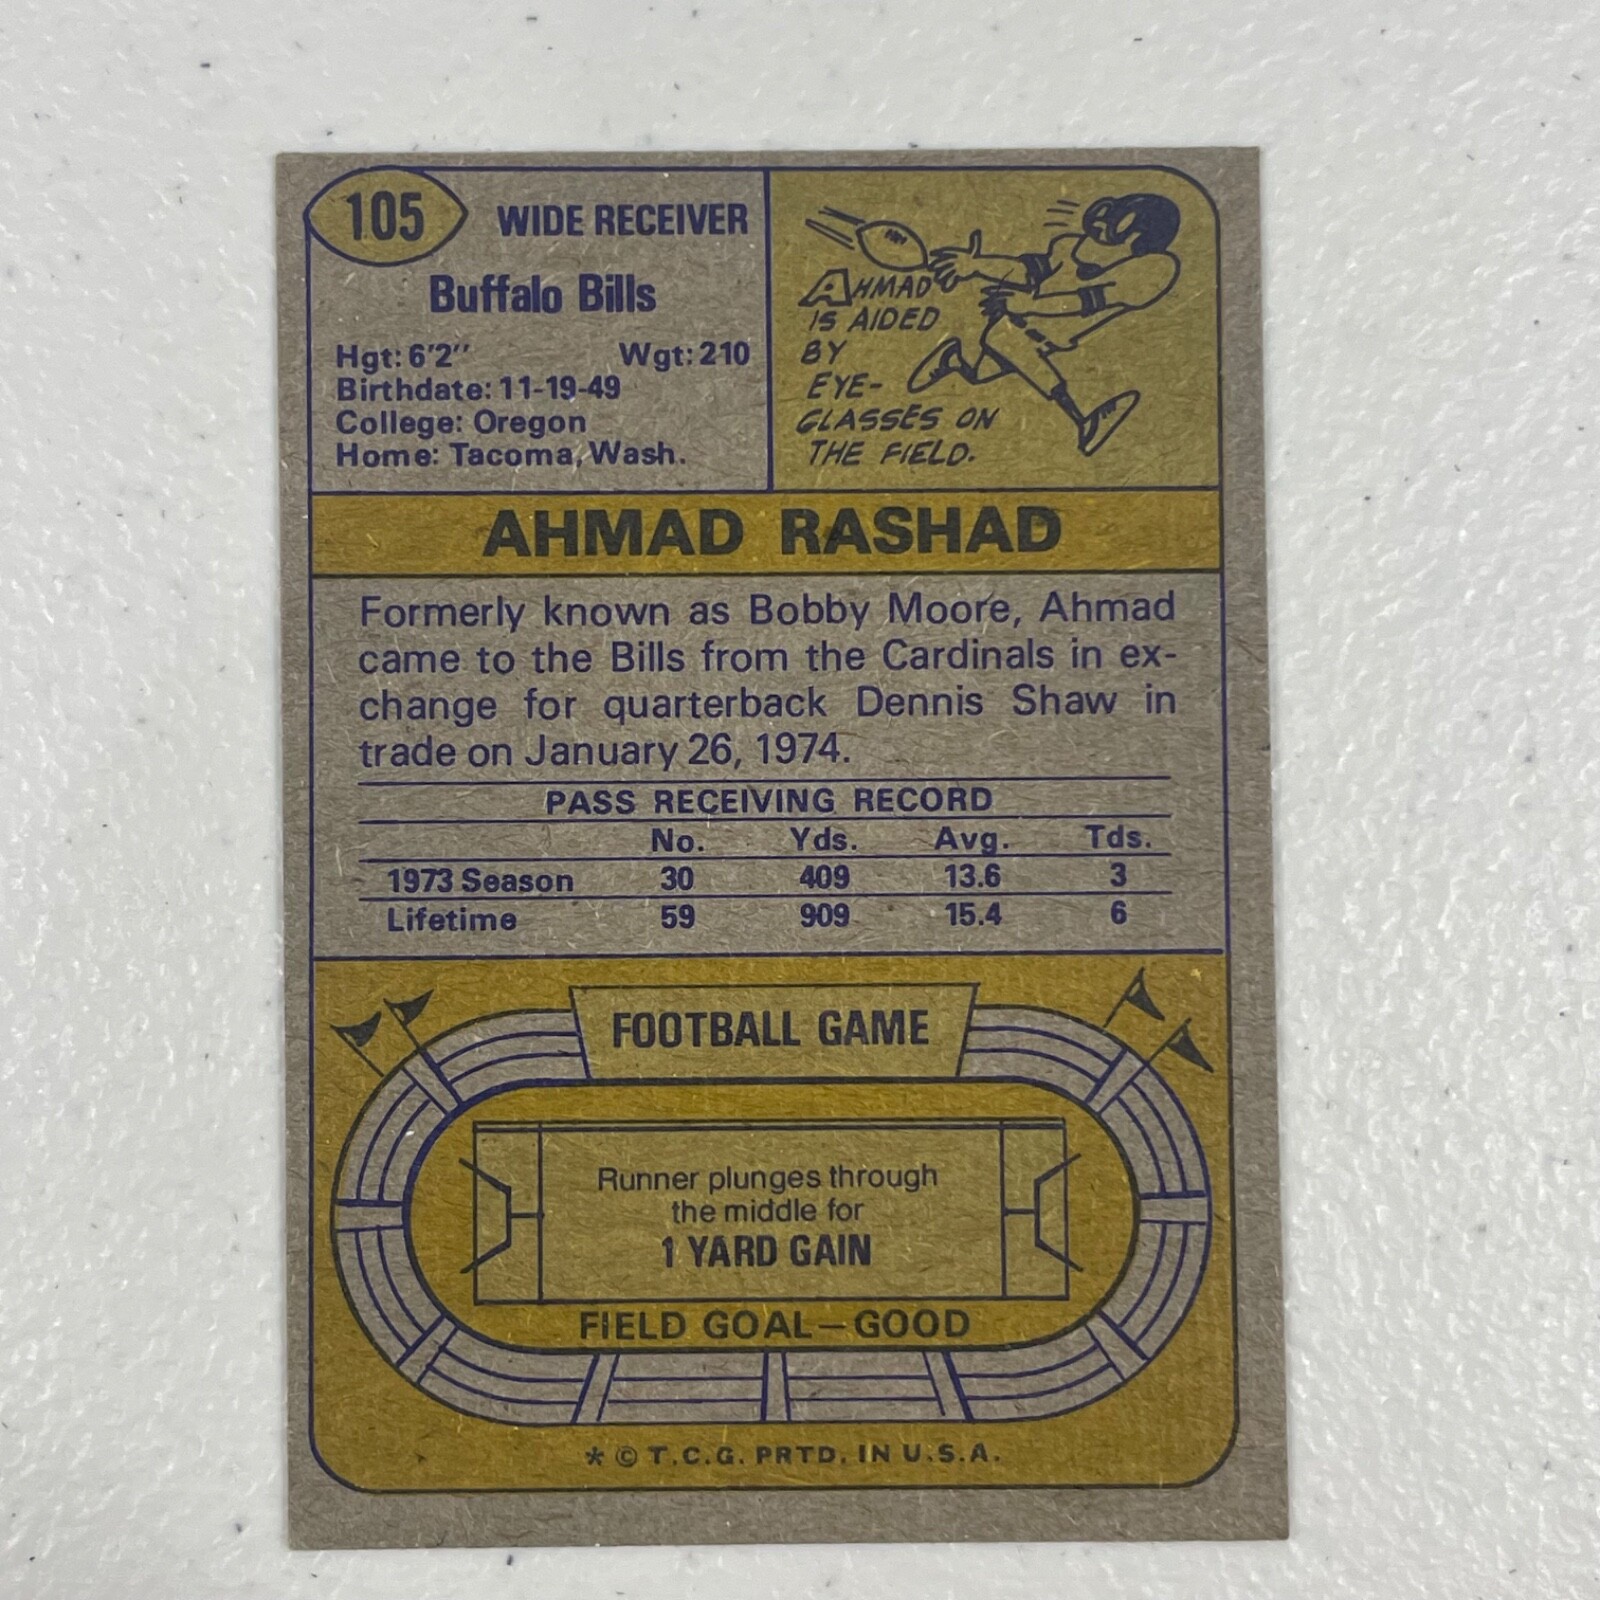 105
WIDE RECEIVER
Buffalo Bills
Hgt: 6'2" Wgt: 210
Birthdate: 11-19-49
College: Oregon
Home: Tacoma, Wash.
AHMAD
IS AIDED
BY
EYE-
GLASSES ON
THE FIELD.
AHMAD RASHAD
Formerly known as Bobby Moore, Ahmad
came to the Bills from the Cardinals in ex-
change for quarterback Dennis Shaw in
trade on January 26, 1974.
PASS RECEIVING RECORD
No. Yds. Avg. Tds.
1973 Season 30 409 13.6 3
Lifetime 59 909 15.4 6
FOOTBALL GAME
Runner plunges through
the middle for
1 YARD GAIN
FIELD GOAL—GOOD
* © T.C.G. PRTD. IN U.S.A.